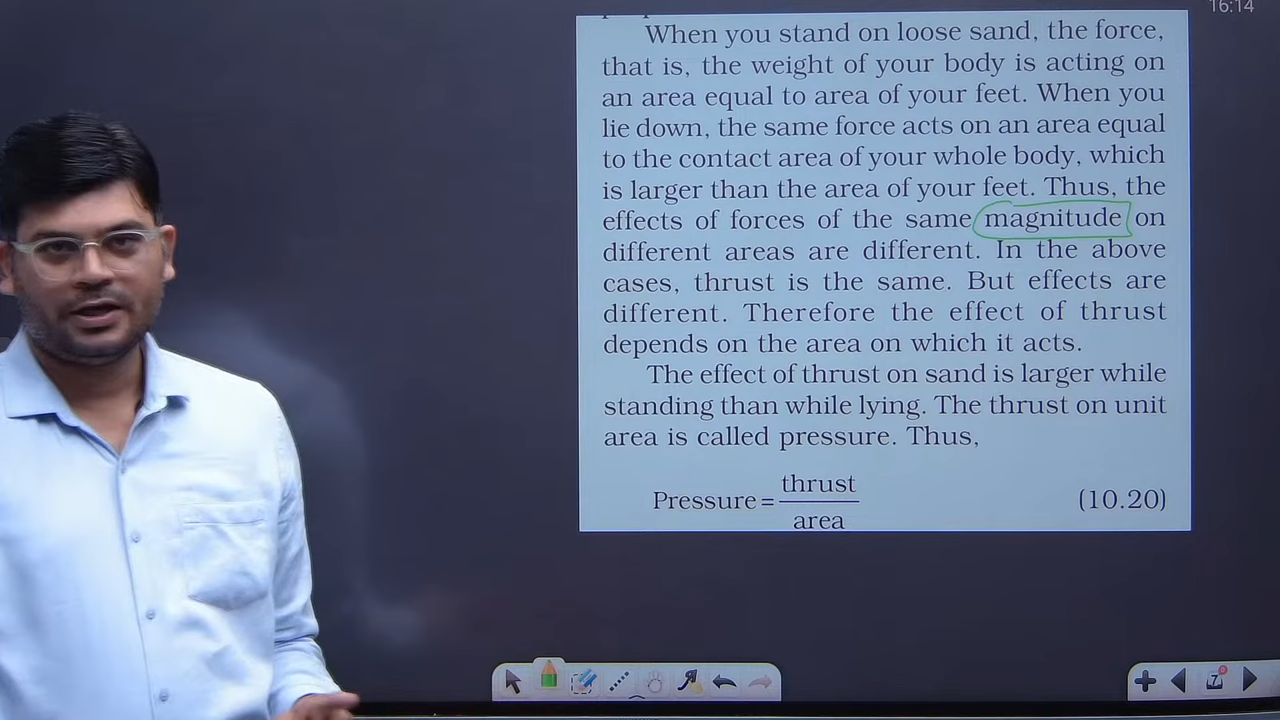 16:14
When you stand on loose sand, the force,
that is, the weight of your body is acting on
an area equal to area of your feet. When you
lie down, the same force acts on an area equal
to the contact area of your whole body, which
is larger than the area of your feet. Thus, the
effects of forces of the same magnitude on
different areas are different. In the above
cases, thrust is the same. But effects are
different. Therefore the effect of thrust
depends on the area on which it acts.
The effect of thrust on sand is larger while
standing than while lying. The thrust on unit
area is called pressure. Thus,
Pressure = thrust / area (10.20)
7